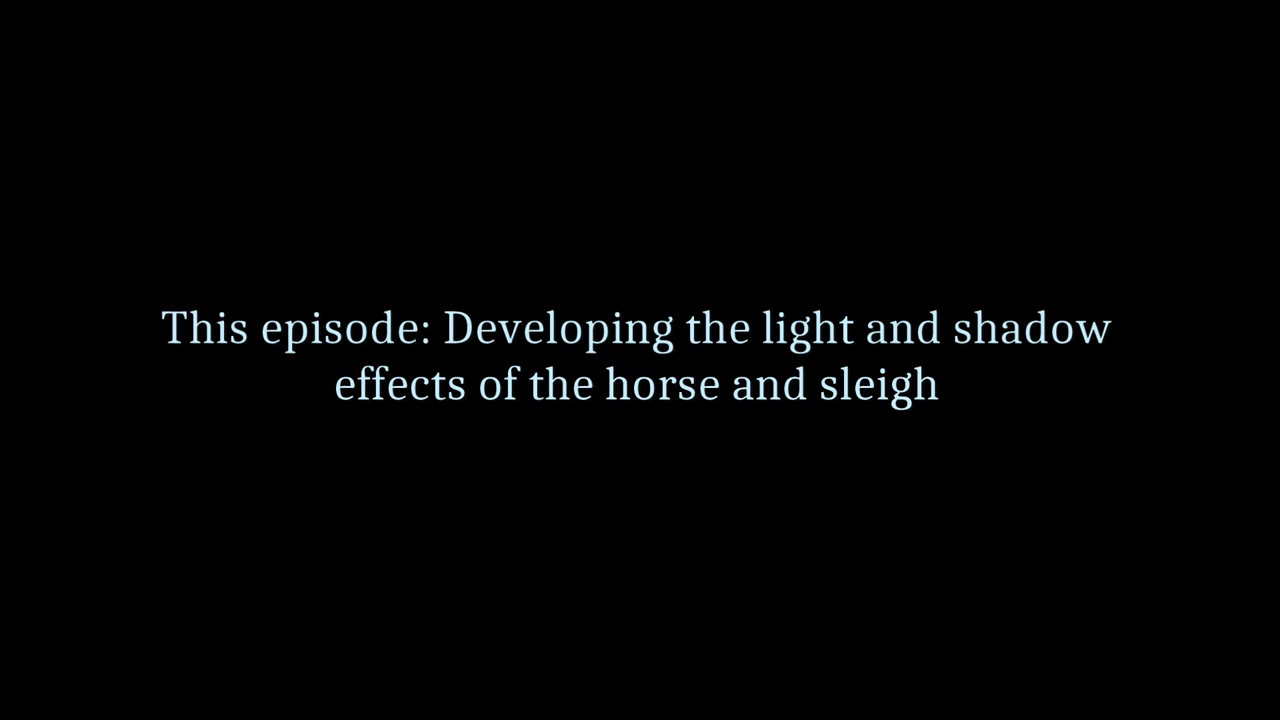 This episode: Developing the light and shadow
effects of the horse and sleigh